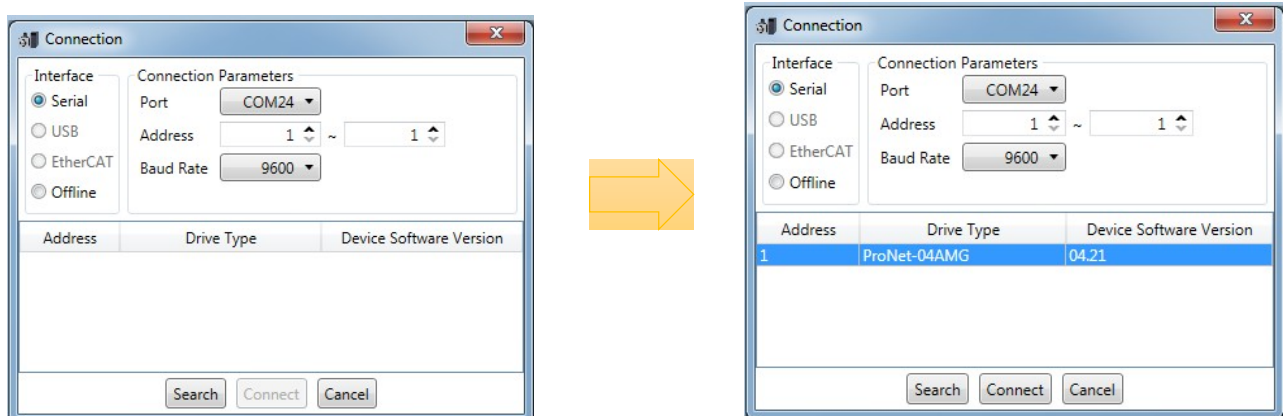 Connection
Interface
Connection Parameters
Serial
Port
COM24
USB
Address
1 ~ 1
EtherCAT
Baud Rate
9600
Offline
Address Drive Type Device Software Version
Search Connect Cancel
Connection
Interface
Connection Parameters
Serial
Port
COM24
USB
Address
1 ~ 1
EtherCAT
Baud Rate
9600
Offline
Address Drive Type Device Software Version
1 ProNet-04AMG 04.21
Search Connect Cancel